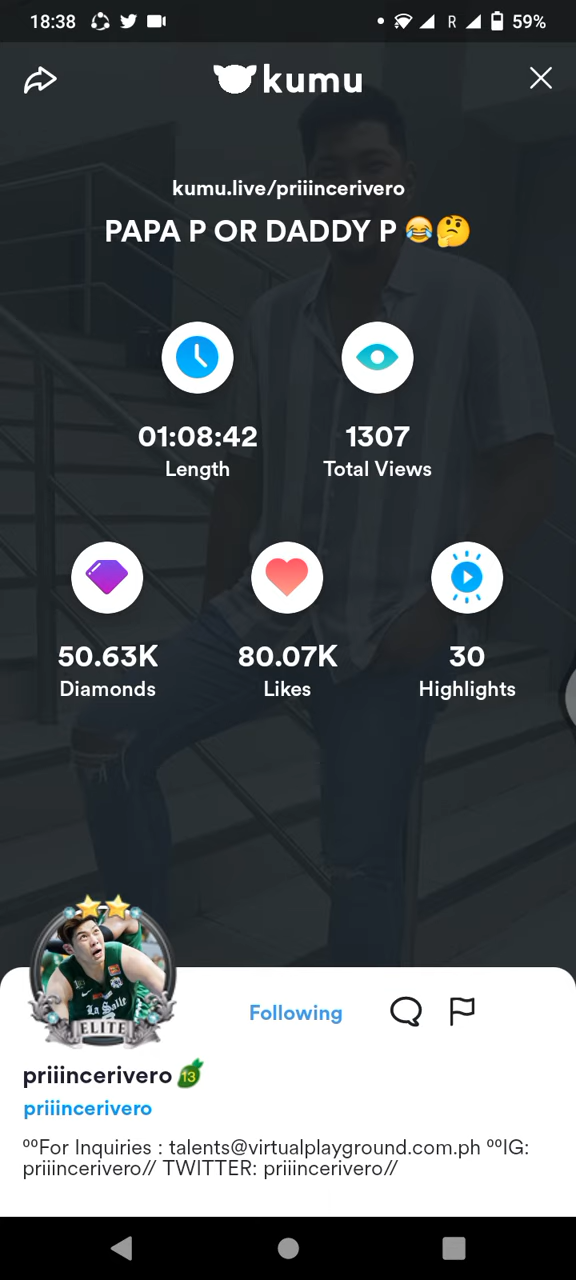 18:38 R 59%
kumu
kumu.live/priiincerivero
PAPA P OR DADDY P 😂🤔
01:08:42 1307
Length Total Views
50.63K 80.07K 30
Diamonds Likes Highlights
La Salle
ELITE
Following
priiincerivero 13
priiincerivero
ººFor Inquiries : talents@virtualplayground.com.ph ººIG:
priiincerivero// TWITTER: priiincerivero//